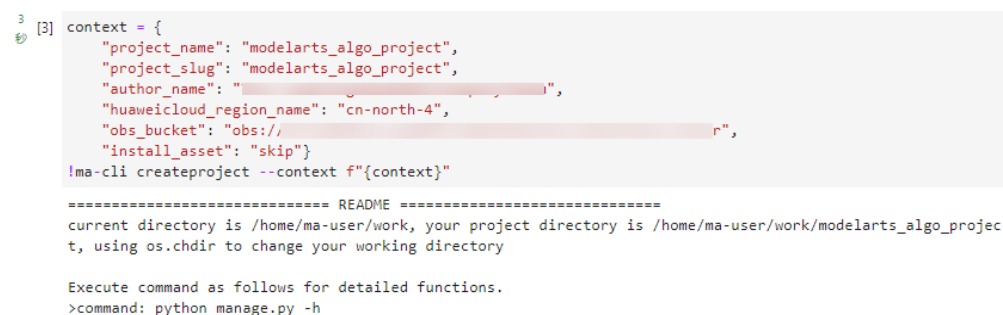 3
秒
[3] context = {
"project_name": "modelarts_algo_project",
"project_slug": "modelarts_algo_project",
"author_name": " ",
"huaweicloud_region_name": "cn-north-4",
"obs_bucket": "obs:// r",
"install_asset": "skip"}
!ma-cli createproject --context f"{context}"
============================== README ==============================
current directory is /home/ma-user/work, your project directory is /home/ma-user/work/modelarts_algo_projec
t, using os.chdir to change your working directory
Execute command as follows for detailed functions.
>command: python manage.py -h